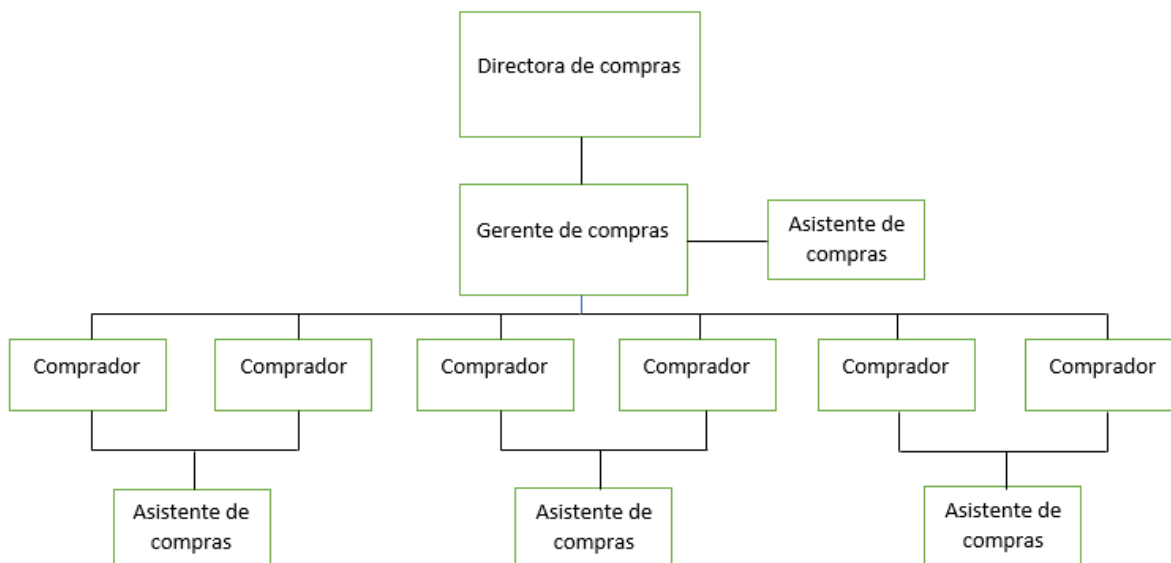 Directora de compras
Gerente de compras
Asistente de
compras
Comprador
Comprador
Comprador
Comprador
Comprador
Comprador
Asistente de
compras
Asistente de
compras
Asistente de
compras